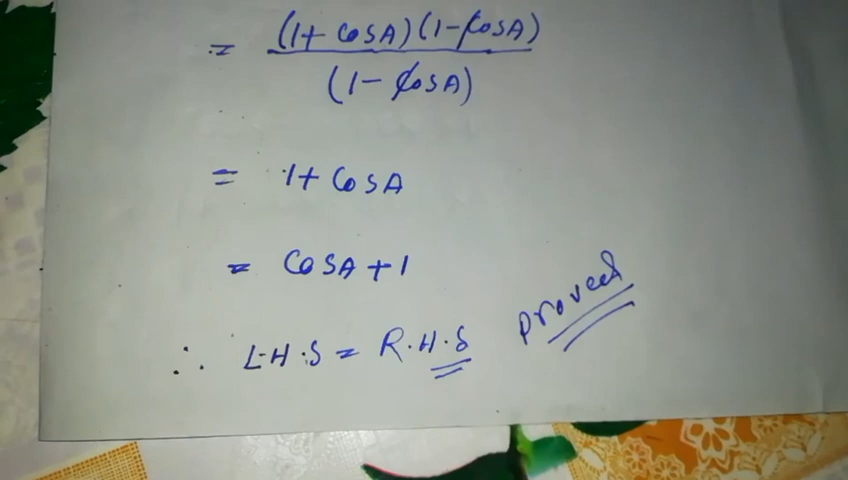 = (1+ CosA)(1-CosA)
(1- CosA)
= 1+ CosA
= CosA+1
∴ L.H.S = R.H.S proved